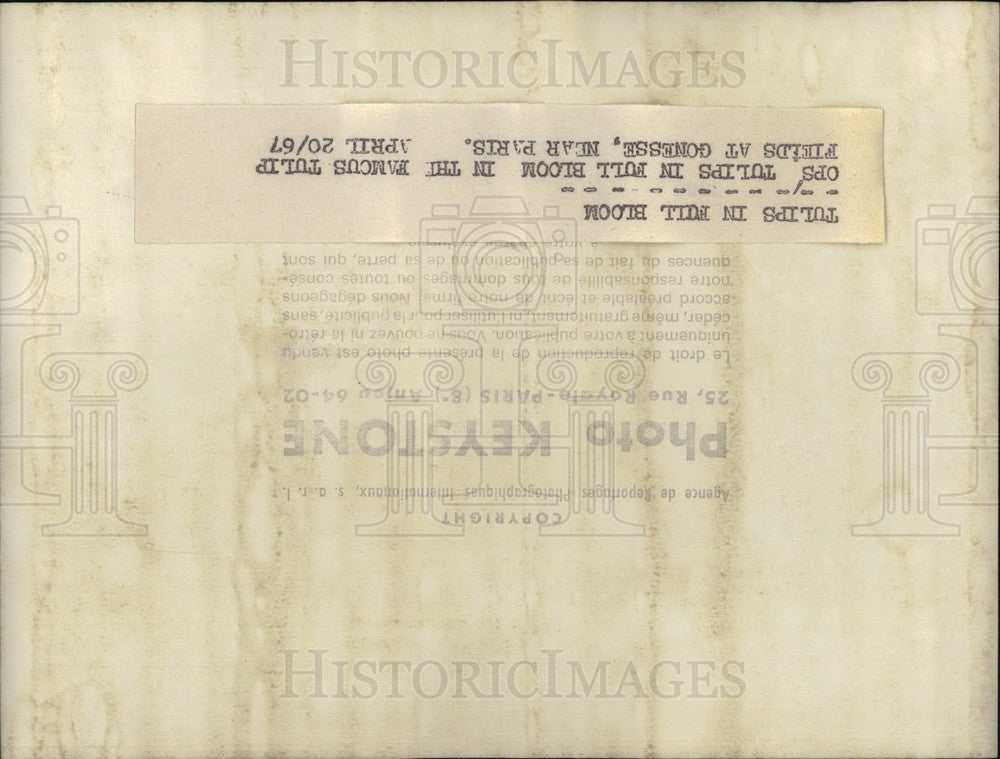 HISTORICIMAGES
COPYRIGHT
Agence de Reportages Photographiques Internationaux, s. a. r. l.
Photo KEYSTONE
25, Rue Royale-PARIS (8e) Anjou 64-02
Le droit de reproduction de la présente photo est vendu
uniquement à votre publication. Vous ne pouvez ni la rétro-
céder, même gratuitement, ni l'utiliser pour la publicité, sans
accord préalable et écrit de notre firme. Nous dégageons
notre responsabilité de tous dommages ou toutes consé-
quences du fait de sa publication ou de sa perte, qui sont
à votre charge exclusive
TULIPS IN FULL BLOOM
OPS, TULIPS IN FULL BLOOM IN THE FAMOUS TULIP
FIELDS AT GONESSE, NEAR PARIS. APRIL 20/67
HISTORICIMAGES